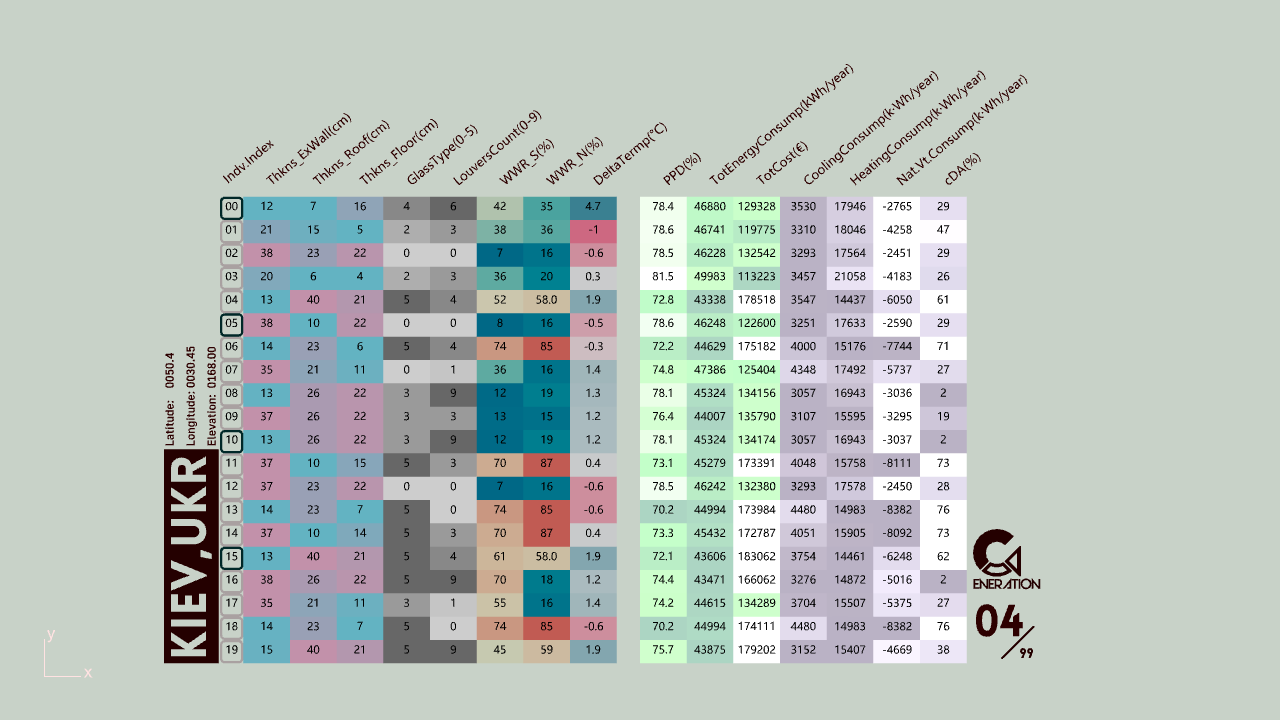 Indv.Index Thkns_ExWall(cm) Thkns_Roof(cm) Thkns_Floor(cm) GlassType(0-5) LouversCount(0-9) WWR_S(%) WWR_N(%) DeltaTermp(°C) PPD(%) TotEnergyConsump(kWh/year) TotCost(€) CoolingConsump(k·Wh/year) HeatingConsump(k·Wh/year) Nat.Vt.Consump(k·Wh/year) cDA(%)
00 12 7 16 4 6 42 35 4.7 78.4 46880 129328 3530 17946 -2765 29
01 21 15 5 2 3 38 36 -1 78.6 46741 119775 3310 18046 -4258 47
02 38 23 22 0 0 7 16 -0.6 78.5 46228 132542 3293 17564 -2451 29
03 20 6 4 2 3 36 20 0.3 81.5 49983 113223 3457 21058 -4183 26
04 13 40 21 5 4 52 58.0 1.9 72.8 43338 178518 3547 14437 -6050 61
05 38 10 22 0 0 8 16 -0.5 78.6 46248 122600 3251 17633 -2590 29
06 14 23 6 5 4 74 85 -0.3 72.2 44629 175182 4000 15176 -7744 71
07 35 21 11 0 1 36 16 1.4 74.8 47386 125404 4348 17492 -5737 27
08 13 26 22 3 9 12 19 1.3 78.1 45324 134156 3057 16943 -3036 2
09 37 26 22 3 3 13 15 1.2 76.4 44007 135790 3107 15595 -3295 19
10 13 26 22 3 9 12 19 1.2 78.1 45324 134174 3057 16943 -3037 2
11 37 10 15 5 3 70 87 0.4 73.1 45279 173391 4048 15758 -8111 73
12 37 23 22 0 0 7 16 -0.6 78.5 46242 132380 3293 17578 -2450 28
13 14 23 7 5 0 74 85 -0.6 70.2 44994 173984 4480 14983 -8382 76
14 37 10 14 5 3 70 87 0.4 73.3 45432 172787 4051 15905 -8092 73
15 13 40 21 5 4 61 58.0 1.9 72.1 43606 183062 3754 14461 -6248 62
16 38 26 22 5 9 70 18 1.2 74.4 43471 166062 3276 14872 -5016 2
17 35 21 11 3 1 55 16 1.4 74.2 44615 134289 3704 15507 -5375 27
18 14 23 7 5 0 74 85 -0.6 70.2 44994 174111 4480 14983 -8382 76
19 15 40 21 5 9 45 59 1.9 75.7 43875 179202 3152 15407 -4669 38
Latitude: 0050.4
Longitude: 0030.45
Elevation: 0168.00
KIEV,UKR
GENERATION
04/99
y
x